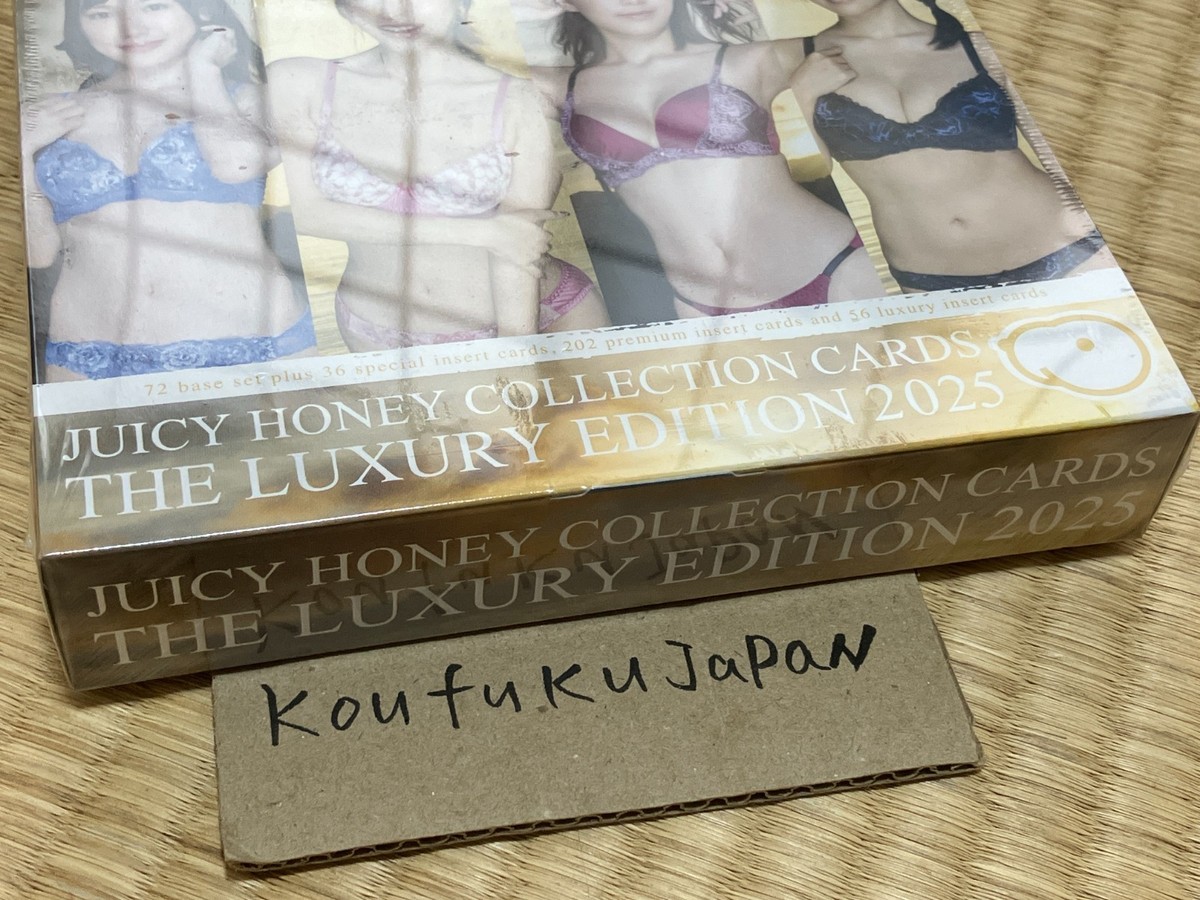 72 base set plus 36 special insert cards, 202 premium insert cards and 56 luxury insert cards
JUICY HONEY COLLECTION CARDS
THE LUXURY EDITION 2025
JUICY HONEY COLLECTION CARDS
THE LUXURY EDITION 2025
KoufuKuJaPaN